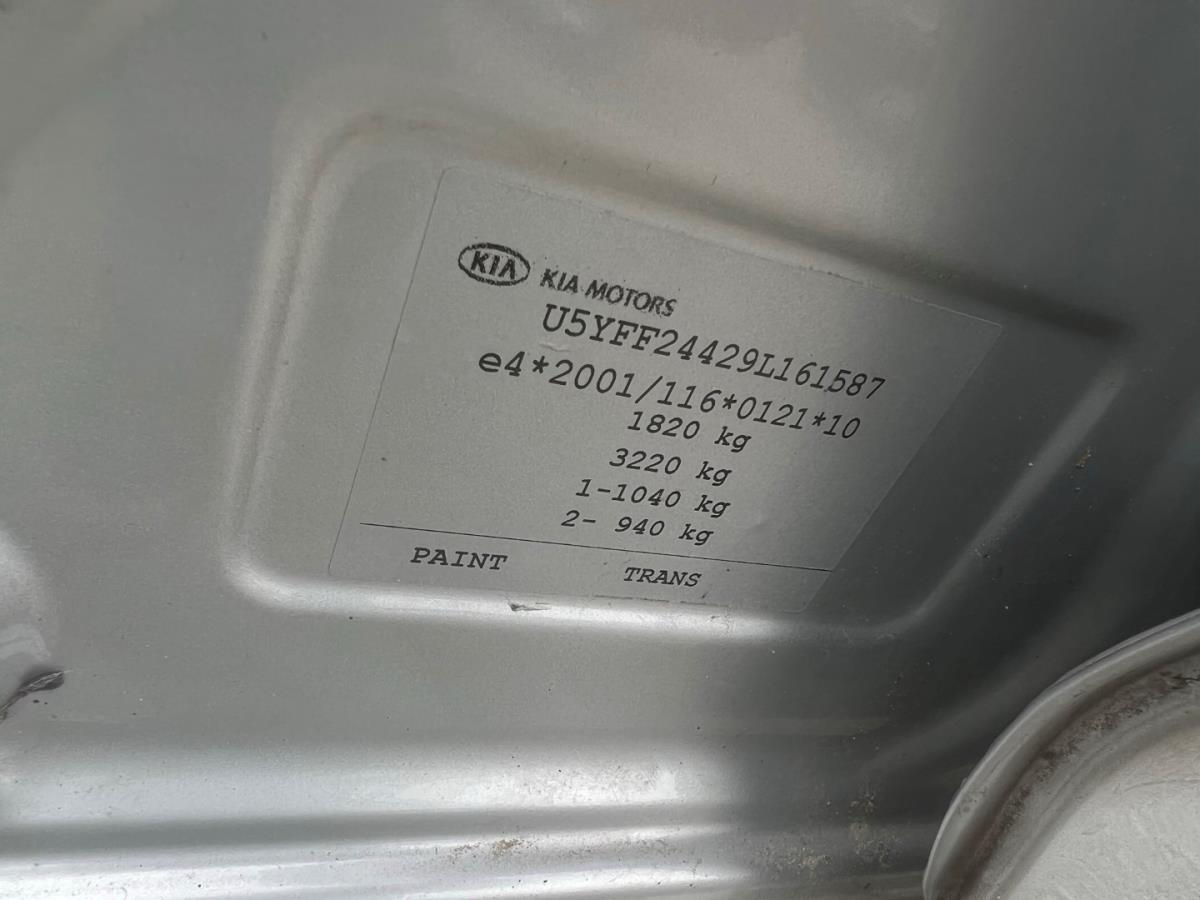 KIA KIA MOTORS
U5YFF24429L161587
e4*2001/116*0121*10
1820 kg
3220 kg
1-1040 kg
2- 940 kg
PAINT TRANS